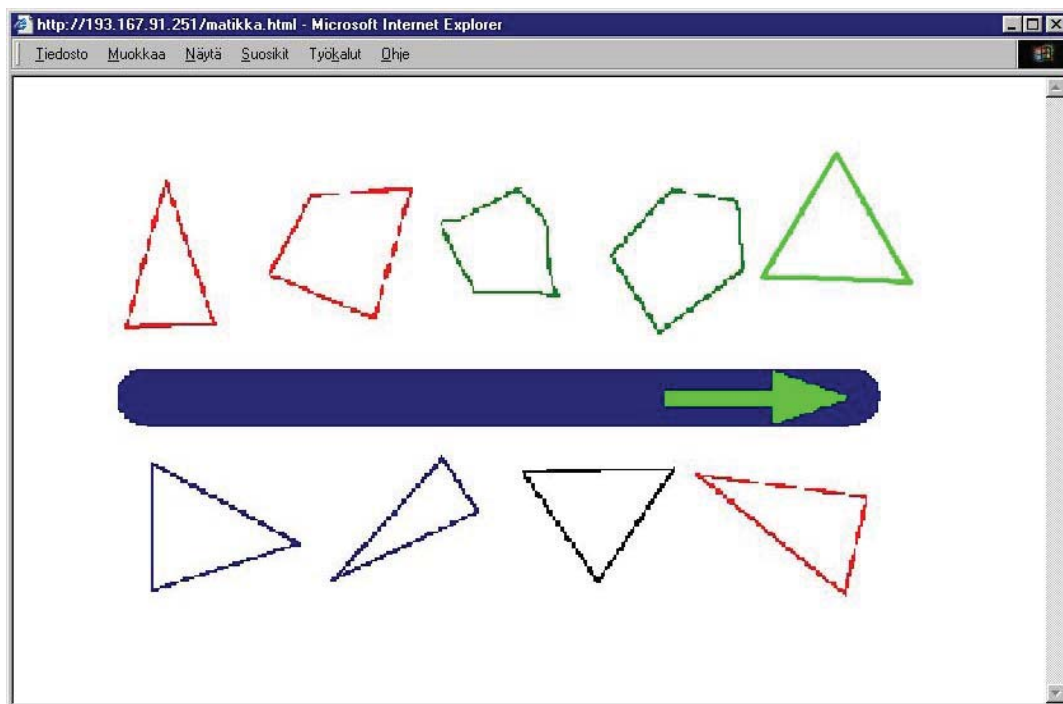 http://193.167.91.251/matikka.html - Microsoft Internet Explorer
Tiedosto Muokkaa Näytä Suosikit Työkalut Ohje